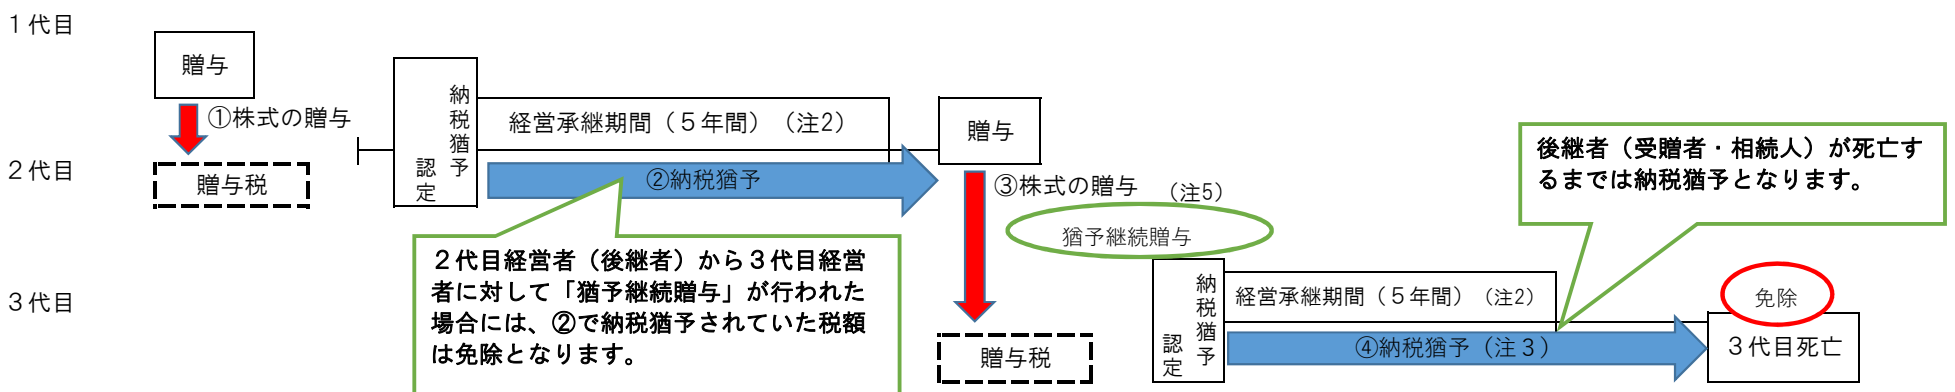 １代目
贈与
①株式の贈与
贈与税
２代目
納税猶予
認定
経営承継期間（５年間）（注2）
②納税猶予
２代目経営者（後継者）から３代目経営
者に対して「猶予継続贈与」が行われた
場合には、②で納税猶予されていた税額
は免除となります。
贈与
③株式の贈与　（注5）
猶予継続贈与
贈与税
３代目
納税猶予
認定
経営承継期間（５年間）（注2）
④納税猶予（注３）
後継者（受贈者・相続人）が死亡す
るまでは納税猶予となります。
免除
３代目死亡